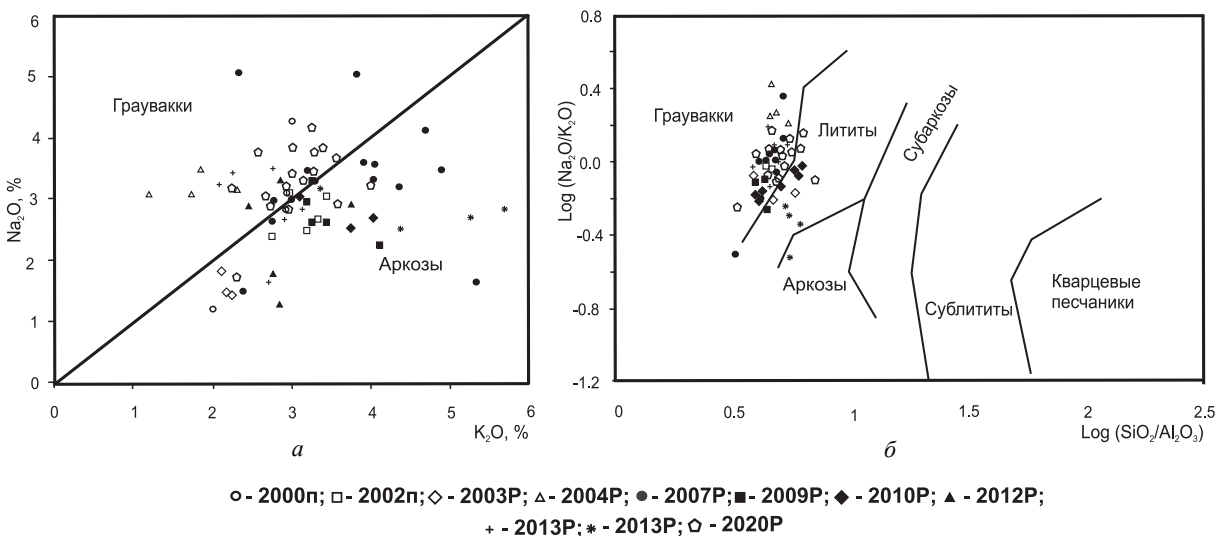 6
5
4
3
2
1
0
Na₂O, %
Граувакки
Аркозы
0
2
3
4
5
6
K₂O, %
а
0.8
0.4
0.0
-0.4
-0.8
-1.2
Log (Na₂O/K₂O)
Граувакки
Лититы
Субаркозы
Аркозы
Сублититы
Кварцевые
песчаники
0
0.5
1
1.5
2
2.5
Log (SiO₂/Al₂O₃)
б
- 2000п; - 2002п; - 2003Р; - 2004Р; - 2007Р; - 2009Р; - 2010Р; - 2012Р;
- 2013Р; - 2013Р; - 2020Р